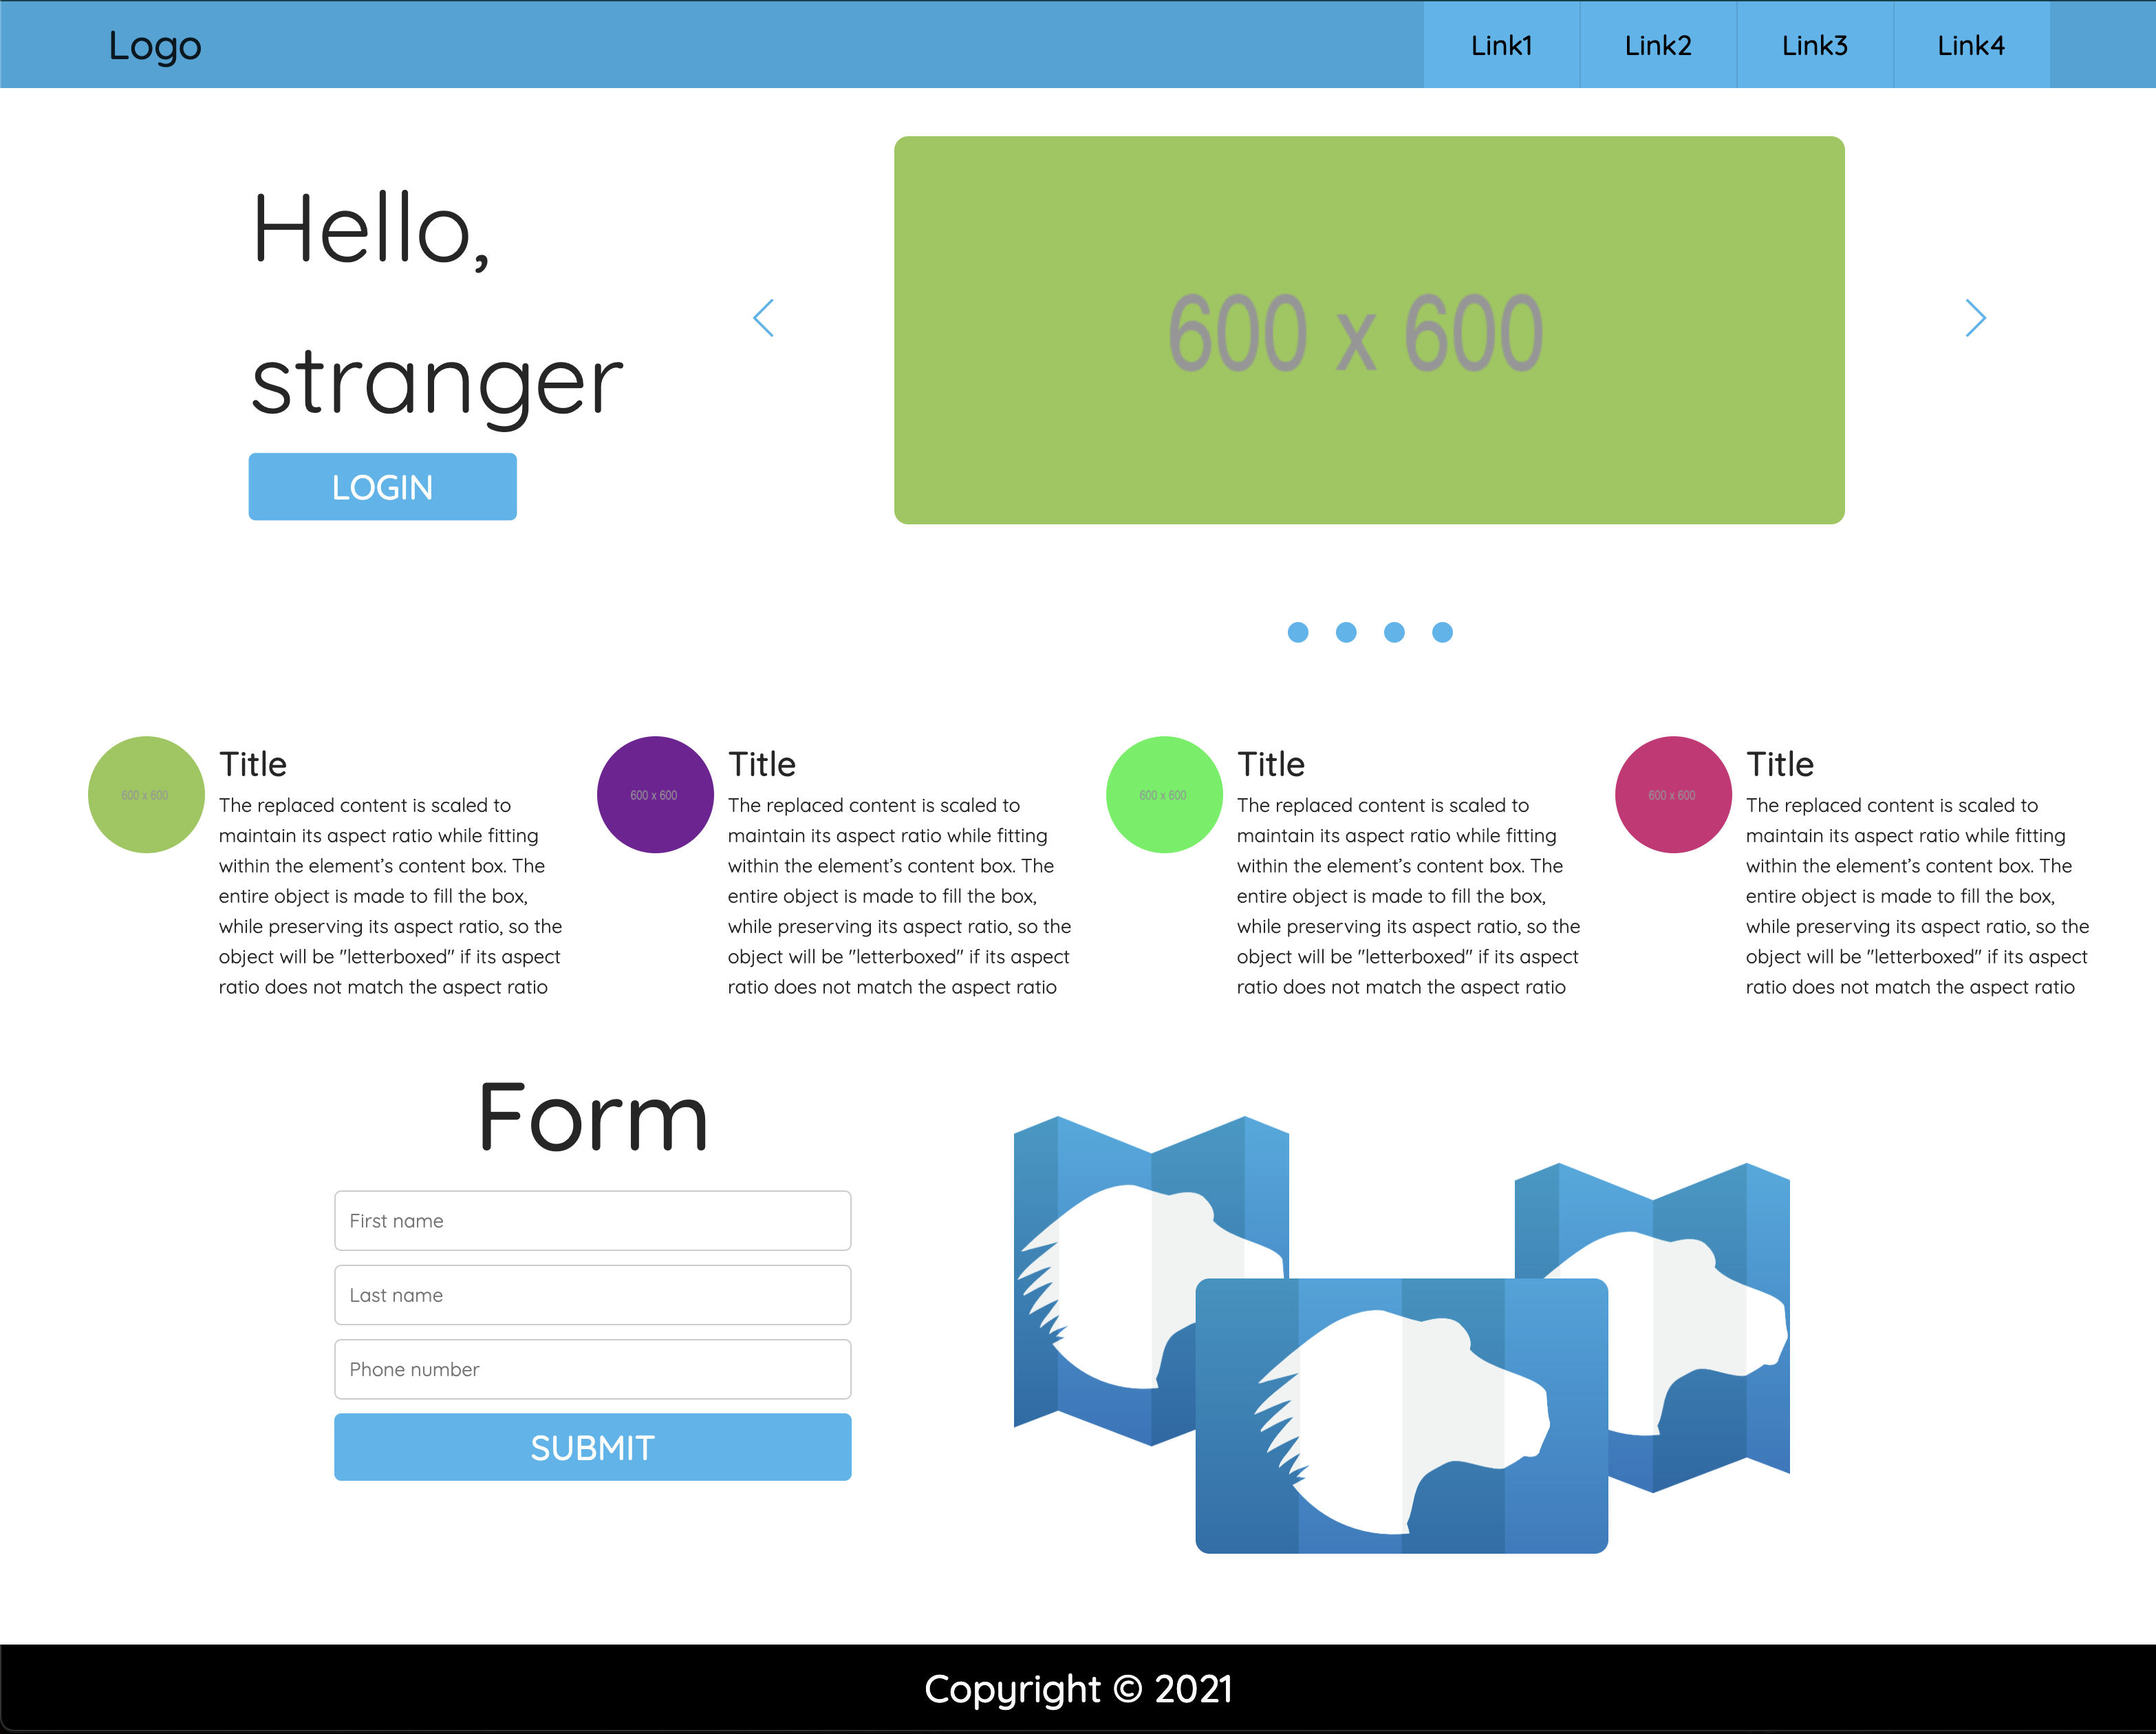 Logo
Link1
Link2
Link3
Link4
Hello,
stranger
LOGIN
600 x 600
600 x 600
Title
The replaced content is scaled to
maintain its aspect ratio while fitting
within the element’s content box. The
entire object is made to fill the box,
while preserving its aspect ratio, so the
object will be "letterboxed" if its aspect
ratio does not match the aspect ratio
600 x 600
Title
The replaced content is scaled to
maintain its aspect ratio while fitting
within the element’s content box. The
entire object is made to fill the box,
while preserving its aspect ratio, so the
object will be "letterboxed" if its aspect
ratio does not match the aspect ratio
600 x 600
Title
The replaced content is scaled to
maintain its aspect ratio while fitting
within the element’s content box. The
entire object is made to fill the box,
while preserving its aspect ratio, so the
object will be "letterboxed" if its aspect
ratio does not match the aspect ratio
600 x 600
Title
The replaced content is scaled to
maintain its aspect ratio while fitting
within the element’s content box. The
entire object is made to fill the box,
while preserving its aspect ratio, so the
object will be "letterboxed" if its aspect
ratio does not match the aspect ratio
Form
First name
Last name
Phone number
SUBMIT
Copyright © 2021